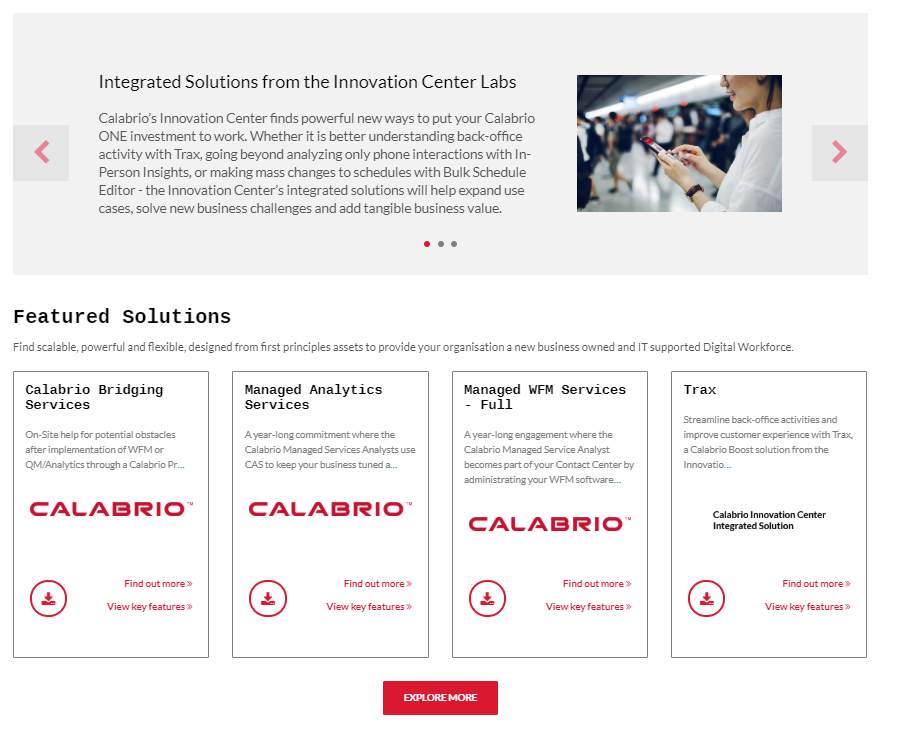 Integrated Solutions from the Innovation Center Labs
Calabrio's Innovation Center finds powerful new ways to put your Calabrio
ONE investment to work. Whether it is better understanding back-office
activity with Trax, going beyond analyzing only phone interactions with In-
Person Insights, or making mass changes to schedules with Bulk Schedule
Editor - the Innovation Center's integrated solutions will help expand use
cases, solve new business challenges and add tangible business value.
Featured Solutions
Find scalable, powerful and flexible, designed from first principles assets to provide your organisation a new business owned and IT supported Digital Workforce.
Calabrio Bridging
Services
On-Site help for potential obstacles
after implementation of WFM or
QM/Analytics through a Calabrio Pr...
CALABRIO™
Find out more »
View key features »
Managed Analytics
Services
A year-long commitment where the
Calabrio Managed Services Analysts use
CAS to keep your business tuned a...
CALABRIO™
Find out more »
View key features »
Managed WFM Services
- Full
A year-long engagement where the
Calabrio Managed Service Analyst
becomes part of your Contact Center by
administrating your WFM software...
CALABRIO™
Find out more »
View key features »
Trax
Streamline back-office activities and
improve customer experience with Trax,
a Calabrio Boost solution from the
Innovatio...
Calabrio Innovation Center
Integrated Solution
Find out more »
View key features »
EXPLORE MORE